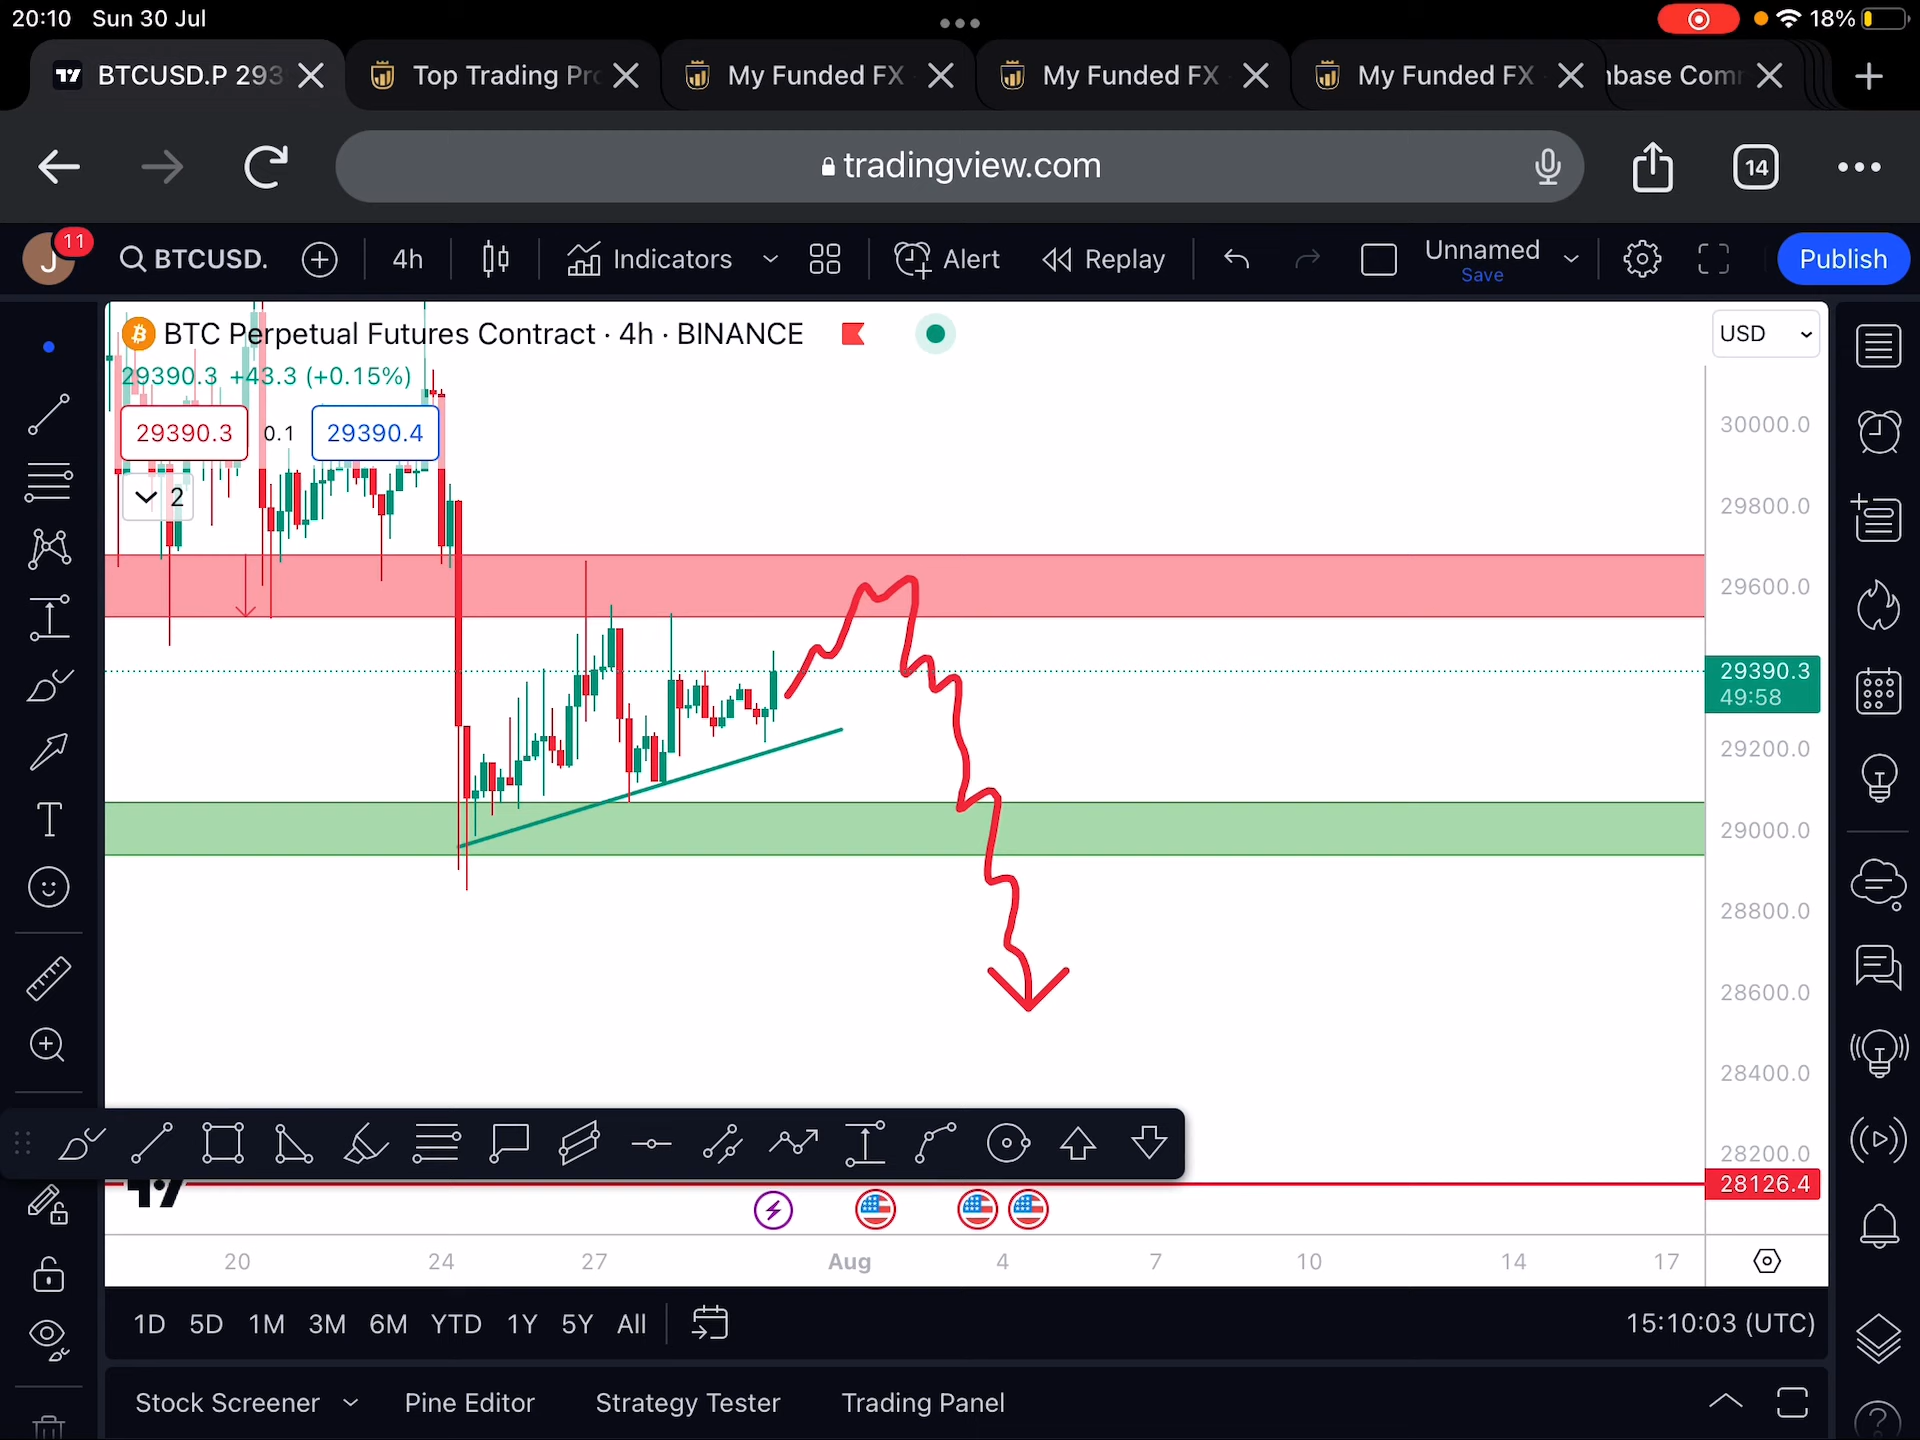 20:10 Sun 30 Jul
18%
BTCUSD.P 293
Top Trading Pro
My Funded FX
My Funded FX
My Funded FX
base Com
tradingview.com
14
J
11
BTCUSD.
4h
Indicators
Alert
Replay
Unnamed
Save
Publish
BTC Perpetual Futures Contract · 4h · BINANCE
USD
29390.3 +43.3 (+0.15%)
29390.3
0.1
29390.4
2
30000.0
29800.0
29600.0
29390.3
49:58
29200.0
29000.0
28800.0
28600.0
28400.0
28200.0
28126.4
20
24
27
Aug
4
7
10
14
17
1D 5D 1M 3M 6M YTD 1Y 5Y All
15:10:03 (UTC)
Stock Screener
Pine Editor
Strategy Tester
Trading Panel